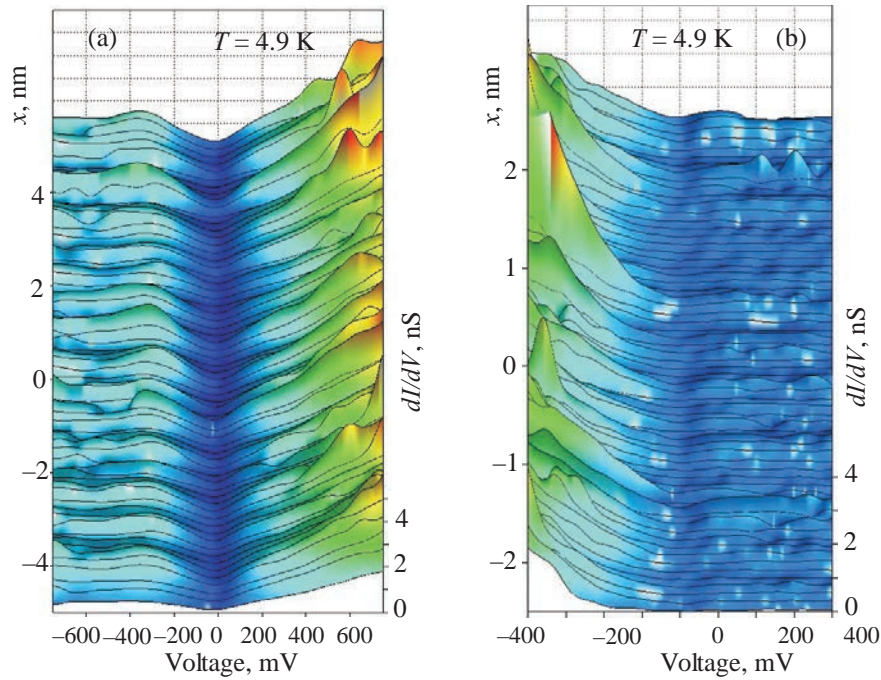 (a)
T = 4.9 K
x, nm
4
2
0
−2
−4
dI/dV, nS
4
2
0
−600 −400 −200 0 200 400 600
Voltage, mV
T = 4.9 K
(b)
x, nm
2
1
0
−1
−2
dI/dV, nS
4
2
0
−400 −200 0 200 400
Voltage, mV